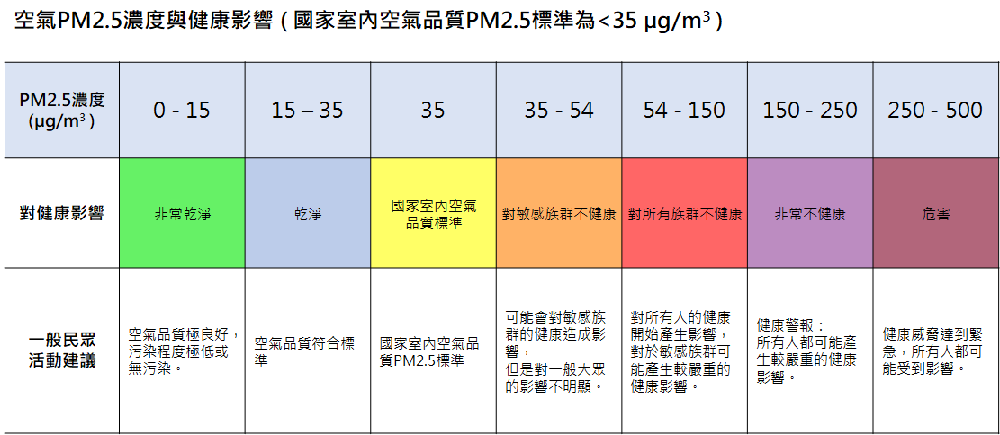 空氣PM2.5濃度與健康影響 ( 國家室內空氣品質PM2.5標準為<35 μg/m³ )
PM2.5濃度
(μg/m³ )
0 - 15
15 – 35
35
35 - 54
54 - 150
150 - 250
250 - 500
對健康影響
非常乾淨
乾淨
國家室內空氣
品質標準
對敏感族群不健康
對所有族群不健康
非常不健康
危害
一般民眾
活動建議
空氣品質極良好，
污染程度極低或
無污染。
空氣品質符合標
準
國家室內空氣品
質PM2.5標準
可能會對敏感族
群的健康造成影
響，
但是對一般大眾
的影響不明顯。
對所有人的健康
開始產生影響，
對於敏感族群可
能產生較嚴重的
健康影響。
健康警報：
所有人都可能產
生較嚴重的健康
影響。
健康威脅達到緊
急，所有人都可
能受到影響。